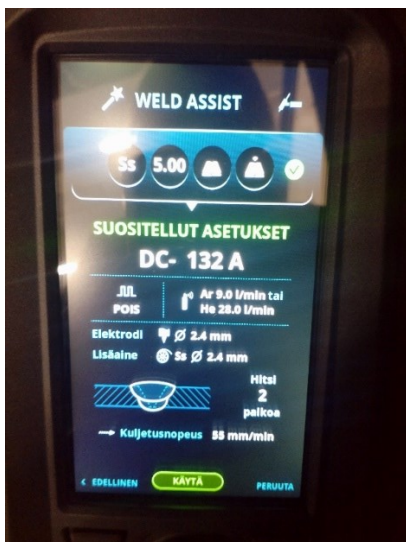 WELD ASSIST
Ss 5.00
SUOSITELLUT ASETUKSET
DC- 132 A
POIS
Ar 9.0 l/min tai
He 28.0 l/min
Elektrodi Ø 2.4 mm
Lisäaine Ss Ø 2.4 mm
Hitsi
2
palkoa
Kuljetusnopeus 55 mm/min
< EDELLINEN KÄYTÄ PERUUTA